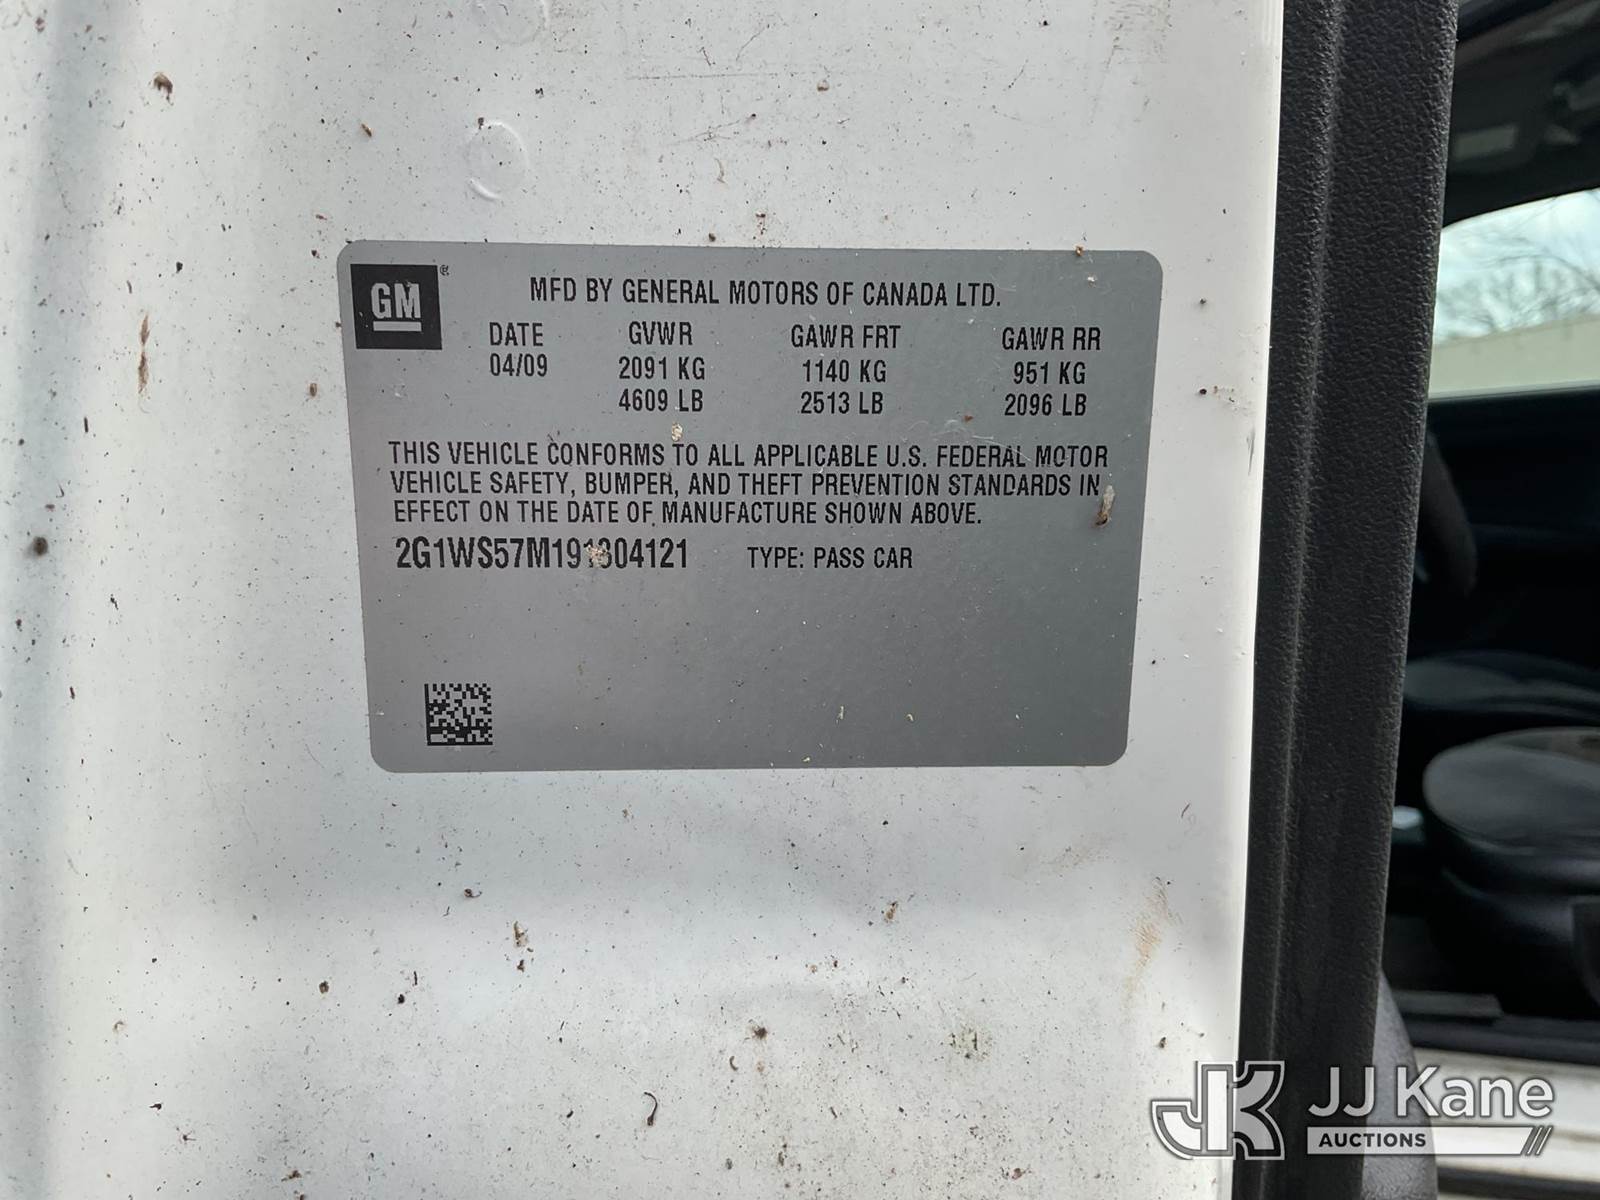 GM
®
MFD BY GENERAL MOTORS OF CANADA LTD.
DATE GVWR GAWR FRT GAWR RR
04/09 2091 KG 1140 KG 951 KG
4609 LB 2513 LB 2096 LB
THIS VEHICLE CONFORMS TO ALL APPLICABLE U.S. FEDERAL MOTOR
VEHICLE SAFETY, BUMPER, AND THEFT PREVENTION STANDARDS IN
EFFECT ON THE DATE OF MANUFACTURE SHOWN ABOVE.
2G1WS57M191304121 TYPE: PASS CAR
JK JJ Kane
AUCTIONS